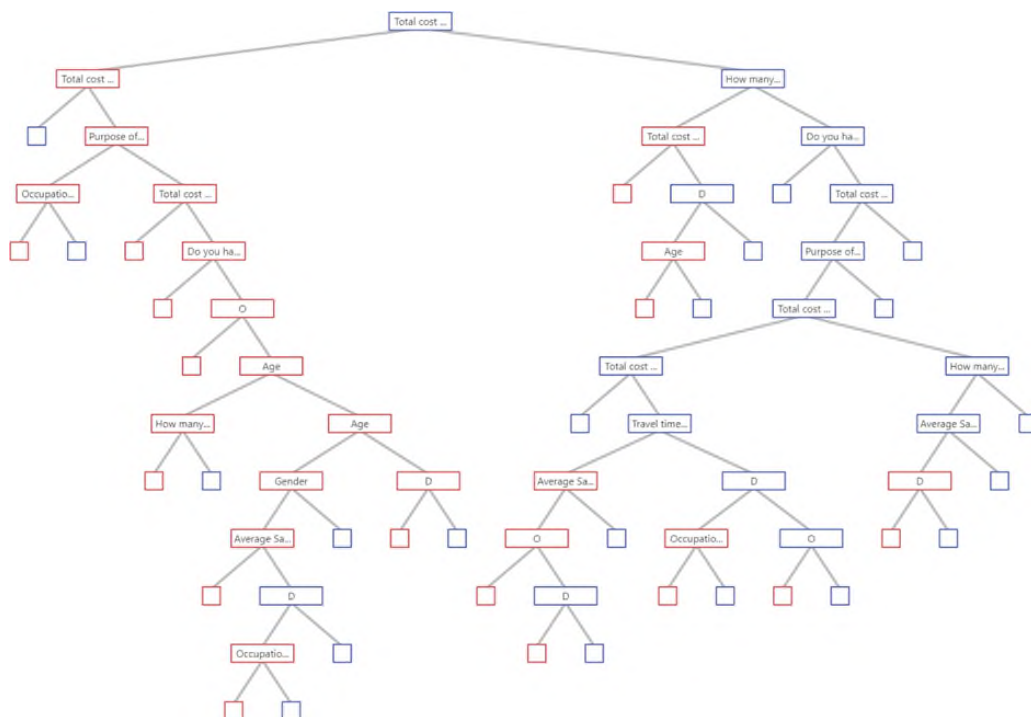 Total cost ...
Total cost ...
How many...
Purpose of...
Total cost ...
Do you ha...
Occupatio...
Total cost ...
D
Total cost ...
Do you ha...
Age
Purpose of...
O
Total cost ...
Age
Total cost ...
How many...
How many...
Age
Travel time...
Average Sa...
Gender
D
Average Sa...
D
D
Average Sa...
O
Occupatio...
O
D
D
Occupatio...